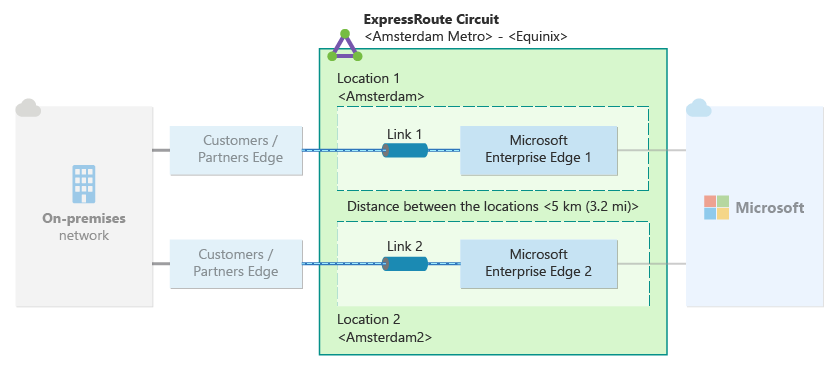 ExpressRoute Circuit
<Amsterdam Metro> - <Equinix>
Location 1
<Amsterdam>
Customers /
Partners Edge
Link 1
Microsoft
Enterprise Edge 1
On-premises
network
Distance between the locations <5 km (3.2 mi)>
Microsoft
Customers /
Partners Edge
Link 2
Microsoft
Enterprise Edge 2
Location 2
<Amsterdam2>